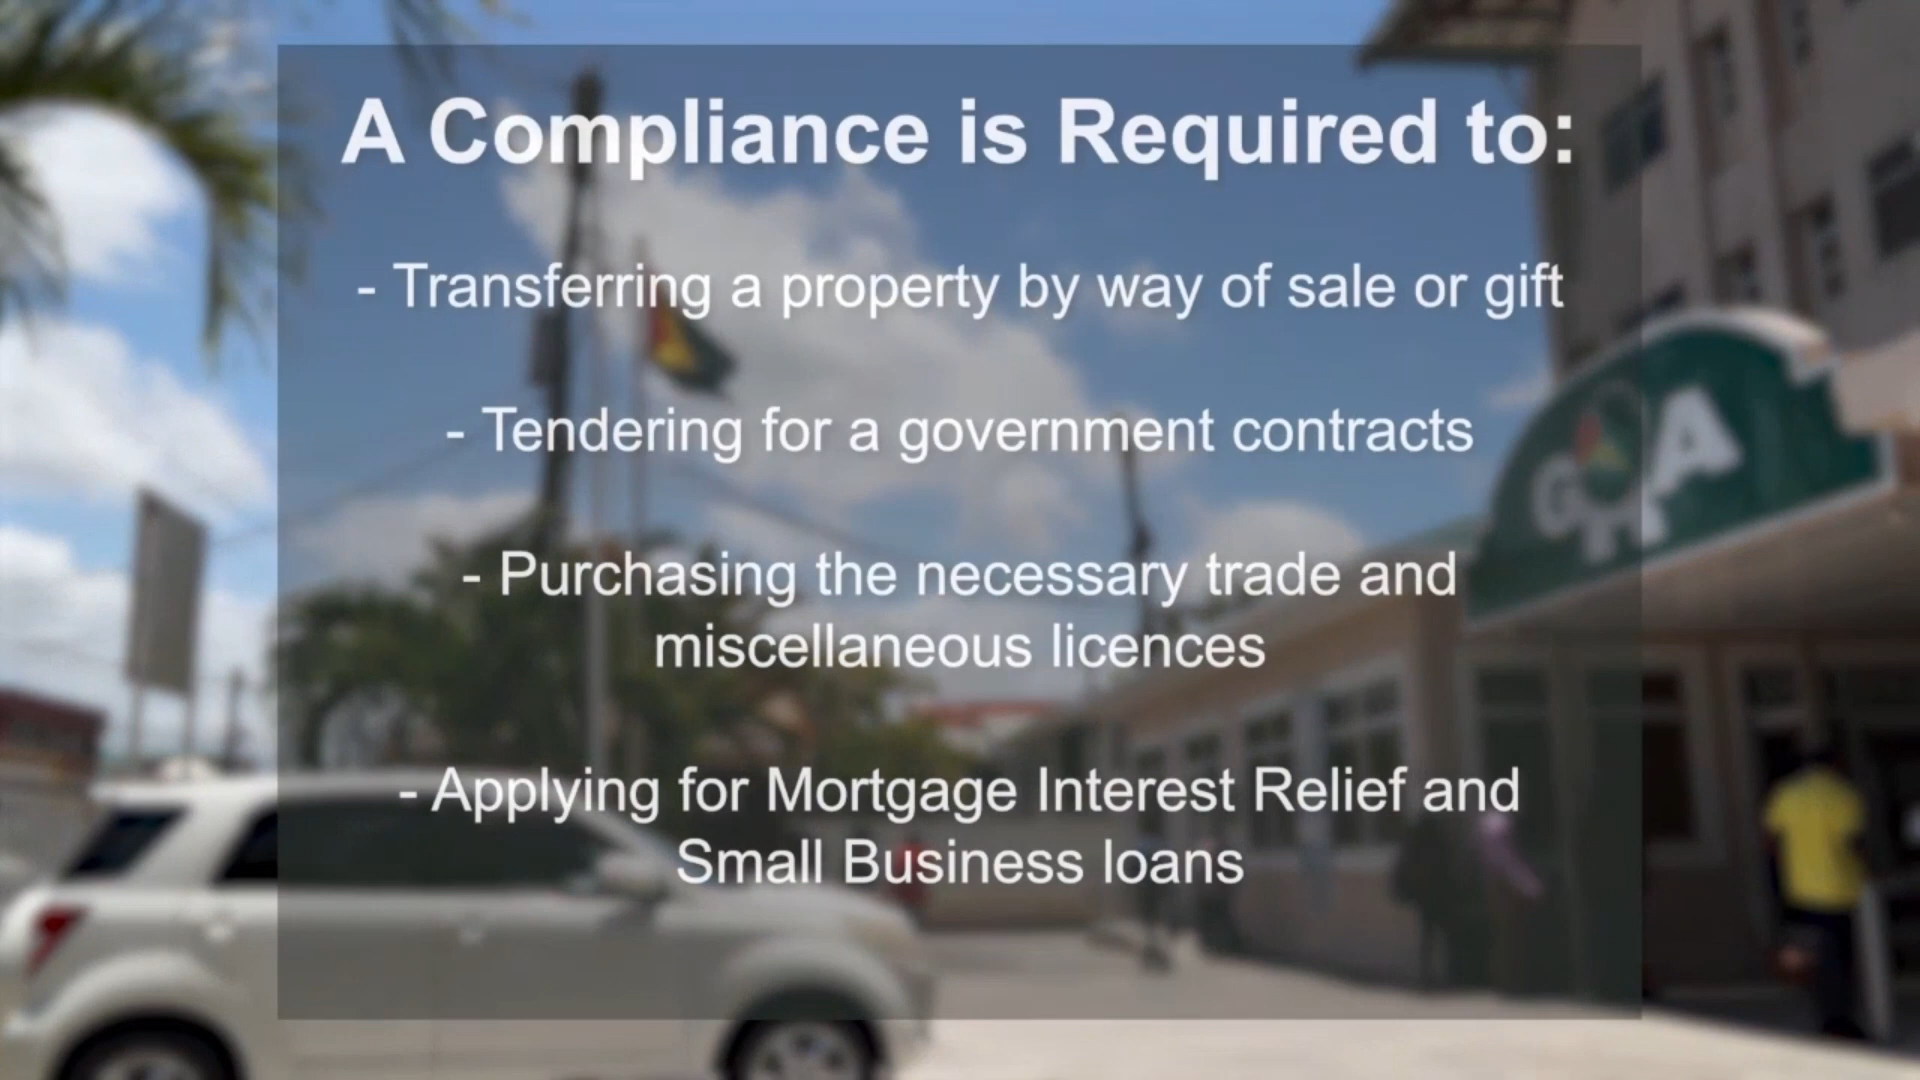 A Compliance is Required to:
- Transferring a property by way of sale or gift
- Tendering for a government contracts
- Purchasing the necessary trade and
miscellaneous licences
- Applying for Mortgage Interest Relief and
Small Business loans
GRA